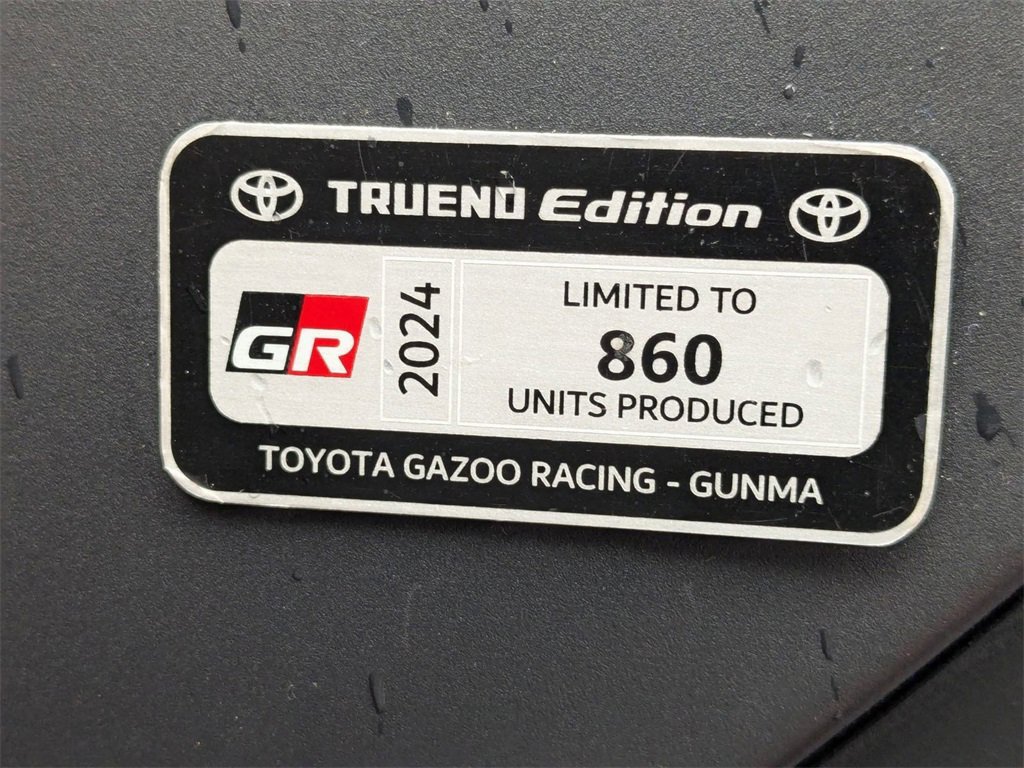 TRUENO Edition
GR
2024
LIMITED TO
860
UNITS PRODUCED
TOYOTA GAZOO RACING - GUNMA